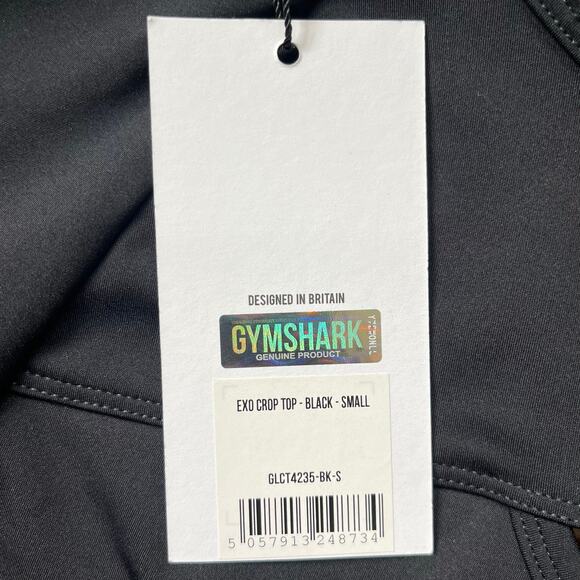 DESIGNED IN BRITAIN
GYMSHARK
GENUINE PRODUCT
EXO CROP TOP - BLACK - SMALL
GLCT4235-BK-S
5 057913 248734